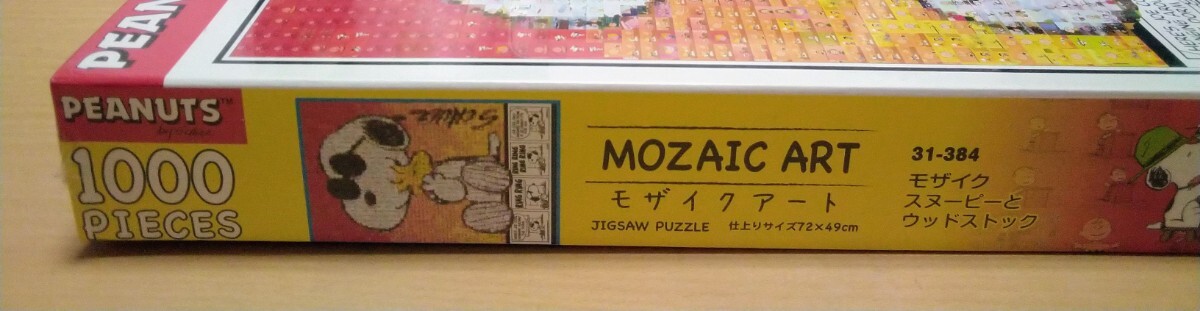 PEAN
PEANUTS™
1000
PIECES
SCHULZ
MOZAIC ART
モザイクアート
JIGSAW PUZZLE 仕上りサイズ72×49cm
31-384
モザイク
スヌーピーと
ウッドストック